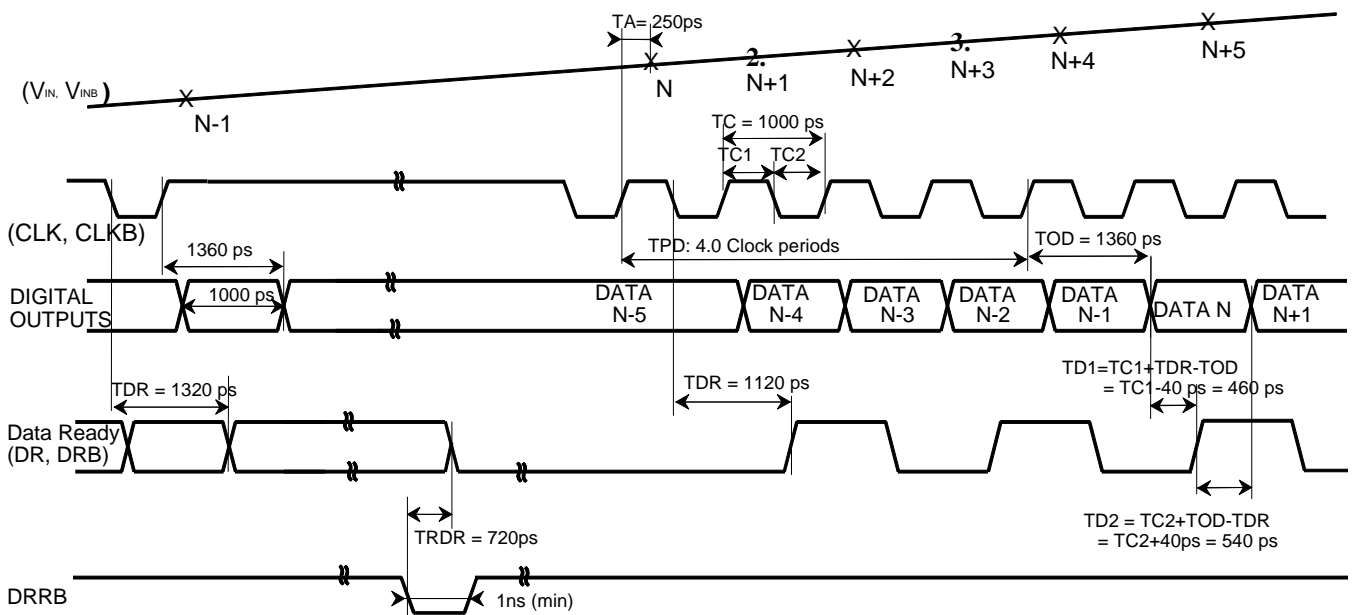 TA= 250ps
N+5
2.
3.
N+4
N+2
N+3
N+1
N
(VIN, VINB)
N-1
TC = 1000 ps
TC1
TC2
(CLK, CLKB)
1360 ps
TPD: 4.0 Clock periods
TOD = 1360 ps
1000 ps
DIGITAL
OUTPUTS
DATA
N-5
DATA
N-4
DATA
N-3
DATA
N-2
DATA
N-1
DATA N
DATA
N+1
TDR = 1320 ps
TDR = 1120 ps
TD1=TC1+TDR-TOD
= TC1-40 ps = 460 ps
Data Ready
(DR, DRB)
TRDR = 720ps
TD2 = TC2+TOD-TDR
= TC2+40ps = 540 ps
DRRB
1ns (min)